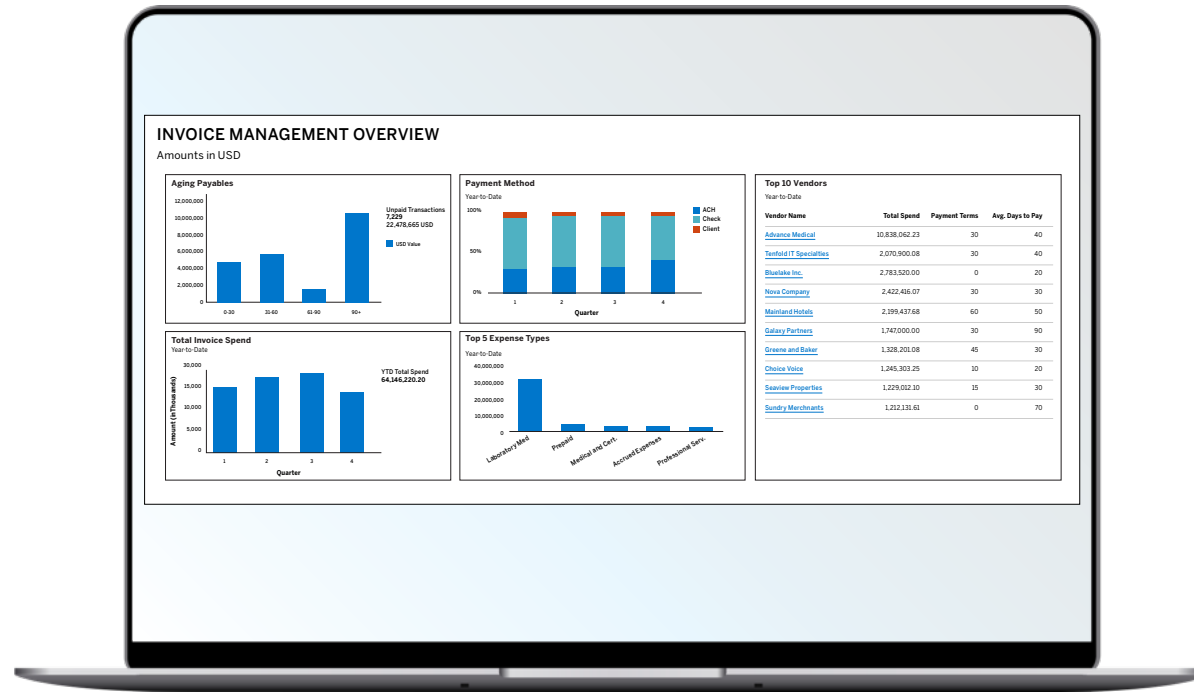 INVOICE MANAGEMENT OVERVIEW
Amounts in USD
Aging Payables
12,000,000
10,000,000
8,000,000
6,000,000
4,000,000
2,000,000
0
0-30 31-60 61-90 90+
Unpaid Transactions
7,229
22,478,665 USD
USD Value
Payment Method
Year-to-Date
100%
50%
0%
1 2 3 4
Quarter
ACH
Check
Client
Total Invoice Spend
Year-to-Date
Amount (in Thousands)
30,000
15,000
10,000
5,000
0
1 2 3 4
Quarter
YTD Total Spend
64,146,220.20
Top 5 Expense Types
Year-to-Date
40,000,000
30,000,000
20,000,000
10,000,000
0
Laboratory Med
Prepaid
Medical and Cert.
Accrued Expenses
Professional Serv.
Top 10 Vendors
Year-to-Date
Vendor Name Total Spend Payment Terms Avg. Days to Pay
Advance Medical 10,838,062.23 30 40
Tenfold IT Specialties 2,070,900.08 30 40
Bluelake Inc. 2,783,520.00 0 20
Nova Company 2,422,416.07 30 30
Mainland Hotels 2,199,437.68 60 50
Galaxy Partners 1,747,000.00 30 90
Greene and Baker 1,328,201.08 45 30
Choice Voice 1,245,303.25 10 20
Seaview Properties 1,229,012.10 15 30
Sundry Merchnants 1,212,131.61 0 70